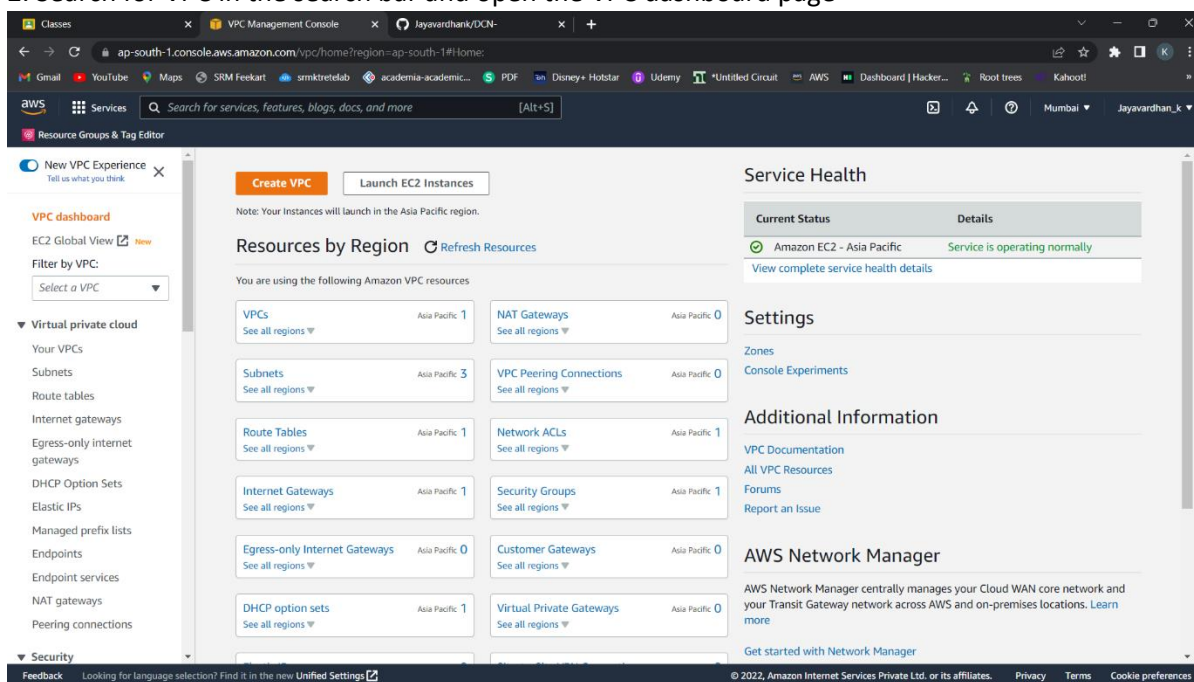 2. Search for VPC in the search bar and open the VPC dashboard page
Classes
VPC Management Console
Jayavardhank/DCN-
ap-south-1.console.aws.amazon.com/vpc/home?region=ap-south-1#Home:
Gmail YouTube Maps SRM Feekart srmktretelab academia-academic... PDF Disney+ Hotstar Udemy *Untitled Circuit AWS Dashboard | Hacker... Root trees Kahoot! »
aws Services Search for services, features, blogs, docs, and more [Alt+S] Mumbai ▼ Jayavardhan_k ▼
Resource Groups & Tag Editor
New VPC Experience
Tell us what you think
VPC dashboard
EC2 Global View New
Filter by VPC:
Select a VPC
Virtual private cloud
Your VPCs
Subnets
Route tables
Internet gateways
Egress-only internet
gateways
DHCP Option Sets
Elastic IPs
Managed prefix lists
Endpoints
Endpoint services
NAT gateways
Peering connections
Security
Create VPC Launch EC2 Instances
Note: Your Instances will launch in the Asia Pacific region.
Resources by Region Refresh Resources
You are using the following Amazon VPC resources
VPCs Asia Pacific 1
See all regions ▼
NAT Gateways Asia Pacific 0
See all regions ▼
Subnets Asia Pacific 3
See all regions ▼
VPC Peering Connections Asia Pacific 0
See all regions ▼
Route Tables Asia Pacific 1
See all regions ▼
Network ACLs Asia Pacific 1
See all regions ▼
Internet Gateways Asia Pacific 1
See all regions ▼
Security Groups Asia Pacific 1
See all regions ▼
Egress-only Internet Gateways Asia Pacific 0
See all regions ▼
Customer Gateways Asia Pacific 0
See all regions ▼
DHCP option sets Asia Pacific 1
See all regions ▼
Virtual Private Gateways Asia Pacific 0
See all regions ▼
Service Health
Current Status Details
Amazon EC2 - Asia Pacific Service is operating normally
View complete service health details
Settings
Zones
Console Experiments
Additional Information
VPC Documentation
All VPC Resources
Forums
Report an Issue
AWS Network Manager
AWS Network Manager centrally manages your Cloud WAN core network and
your Transit Gateway network across AWS and on-premises locations. Learn
more
Get started with Network Manager
Feedback Looking for language selection? Find it in the new Unified Settings © 2022, Amazon Internet Services Private Ltd. or its affiliates. Privacy Terms Cookie preferences